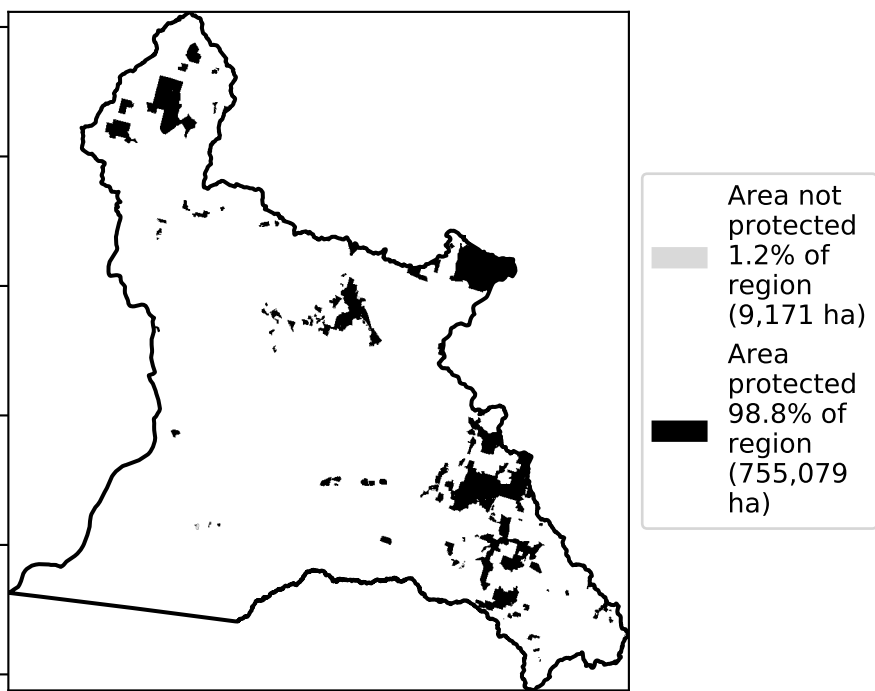 Area not
protected
1.2% of
region
(9,171 ha)
Area
protected
98.8% of
region
(755,079
ha)